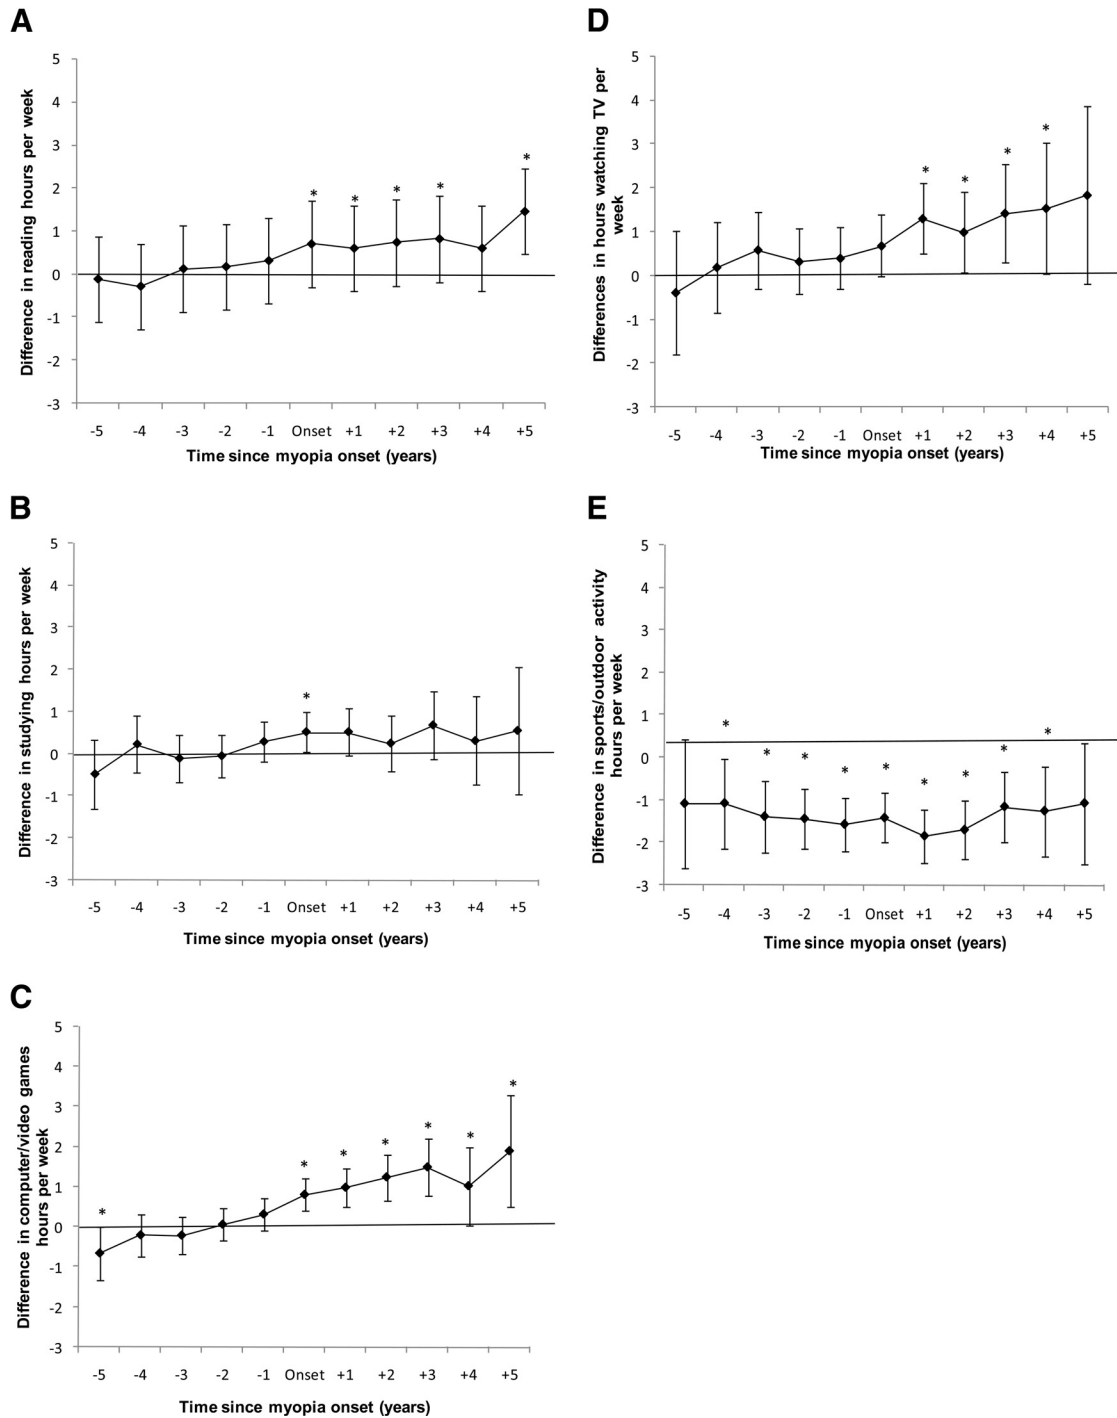 A
Difference in reading hours per week
5
4
3
2
1
0
-1
-2
-3
* * * * *
-5 -4 -3 -2 -1 Onset +1 +2 +3 +4 +5
Time since myopia onset (years)
B
Difference in studying hours per week
5
4
3
2
1
0
-1
-2
-3
*
-5 -4 -3 -2 -1 Onset +1 +2 +3 +4 +5
Time since myopia onset (years)
C
Difference in computer/video games
hours per week
5
4
3
2
1
0
-1
-2
-3
* * * * * * *
-5 -4 -3 -2 -1 Onset +1 +2 +3 +4 +5
Time since myopia onset (years)
D
Differences in hours watching TV per
week
5
4
3
2
1
0
-1
-2
-3
* * * *
-5 -4 -3 -2 -1 Onset +1 +2 +3 +4 +5
Time since myopia onset (years)
E
Difference in sports/outdoor activity
hours per week
5
4
3
2
1
0
-1
-2
-3
* * * * * * * * *
-5 -4 -3 -2 -1 Onset +1 +2 +3 +4 +5
Time since myopia onset (years)